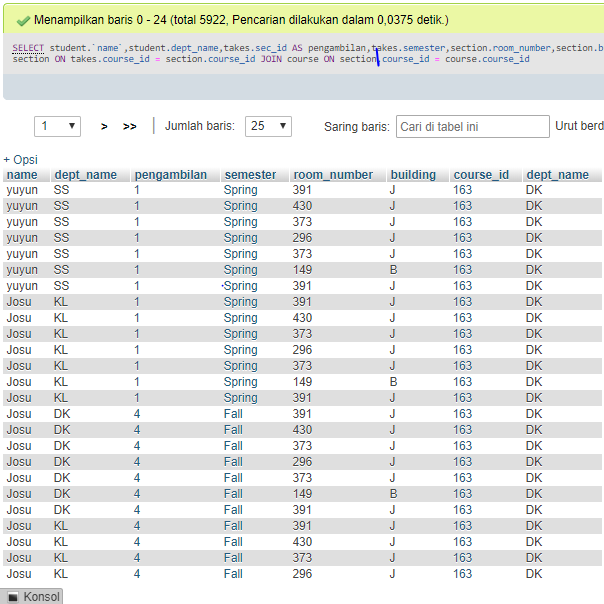 Menampilkan baris 0 - 24 (total 5922, Pencarian dilakukan dalam 0,0375 detik.)
SELECT student.`name`,student.dept_name,takes.sec_id AS pengambilan,takes.semester,section.room_number,section.b
section ON takes.course_id = section.course_id JOIN course ON section.course_id = course.course_id
1 > >> Jumlah baris: 25 Saring baris: Cari di tabel ini Urut berd
+ Opsi
name dept_name pengambilan semester room_number building course_id dept_name
yuyun SS 1 Spring 391 J 163 DK
yuyun SS 1 Spring 430 J 163 DK
yuyun SS 1 Spring 373 J 163 DK
yuyun SS 1 Spring 296 J 163 DK
yuyun SS 1 Spring 373 J 163 DK
yuyun SS 1 Spring 149 B 163 DK
yuyun SS 1 Spring 391 J 163 DK
Josu KL 1 Spring 391 J 163 DK
Josu KL 1 Spring 430 J 163 DK
Josu KL 1 Spring 373 J 163 DK
Josu KL 1 Spring 296 J 163 DK
Josu KL 1 Spring 373 J 163 DK
Josu KL 1 Spring 149 B 163 DK
Josu KL 1 Spring 391 J 163 DK
Josu DK 4 Fall 391 J 163 DK
Josu DK 4 Fall 430 J 163 DK
Josu DK 4 Fall 373 J 163 DK
Josu DK 4 Fall 296 J 163 DK
Josu DK 4 Fall 373 J 163 DK
Josu DK 4 Fall 149 B 163 DK
Josu DK 4 Fall 391 J 163 DK
Josu KL 4 Fall 391 J 163 DK
Josu KL 4 Fall 430 J 163 DK
Josu KL 4 Fall 373 J 163 DK
Josu KL 4 Fall 296 J 163 DK
Konsol